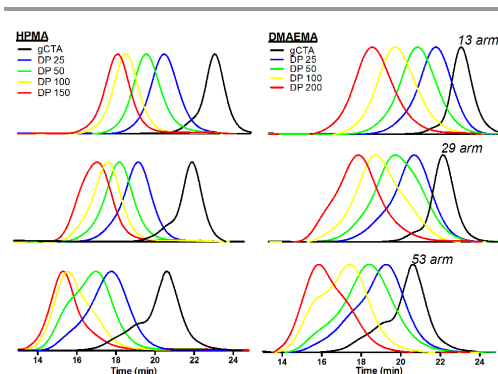 HPMA
gCTA
DP 25
DP 50
DP 100
DP 150
DMAEMA
gCTA
DP 25
DP 50
DP 100
DP 200
13 arm
29 arm
53 arm
14 16 18 20 22 24
Time (min)
14 16 18 20 22 24
Time (min)